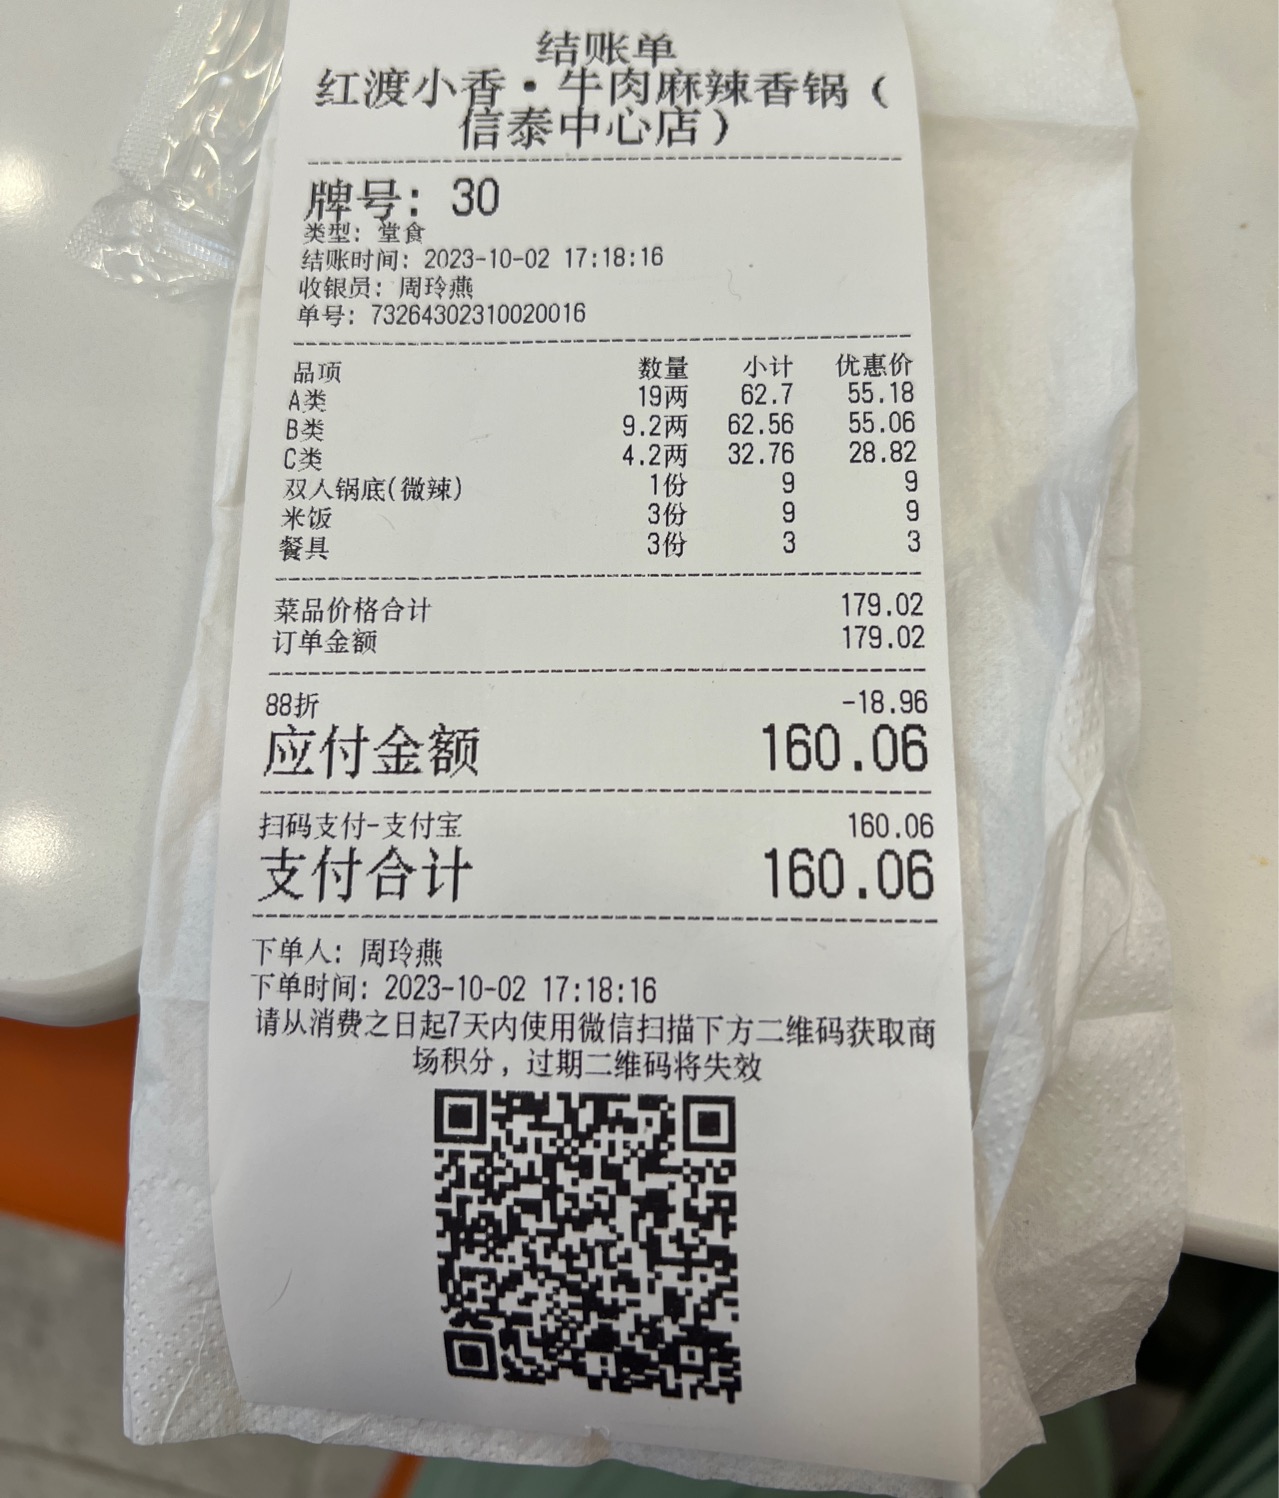 结账单
红渡小香·牛肉麻辣香锅（
信泰中心店）
牌号：30
类型：堂食
结账时间：2023-10-02 17:18:16
收银员：周玲燕
单号：73264302310020016
品项 数量 小计 优惠价
A类 19两 62.7 55.18
B类 9.2两 62.56 55.06
C类 4.2两 32.76 28.82
双人锅底(微辣) 1份 9 9
米饭 3份 9 9
餐具 3份 3 3
菜品价格合计 179.02
订单金额 179.02
88折 -18.96
应付金额 160.06
扫码支付-支付宝 160.06
支付合计 160.06
下单人：周玲燕
下单时间：2023-10-02 17:18:16
请从消费之日起7天内使用微信扫描下方二维码获取商
场积分，过期二维码将失效